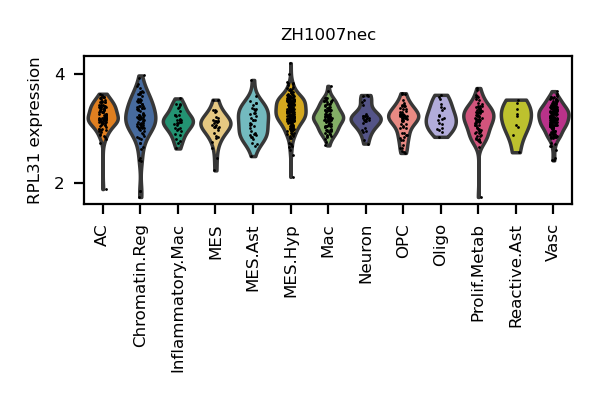 ZH1007nec
RPL31 expression
4
2
AC
Chromatin.Reg
Inflammatory.Mac
MES
MES.Ast
MES.Hyp
Mac
Neuron
OPC
Oligo
Prolif.Metab
Reactive.Ast
Vasc